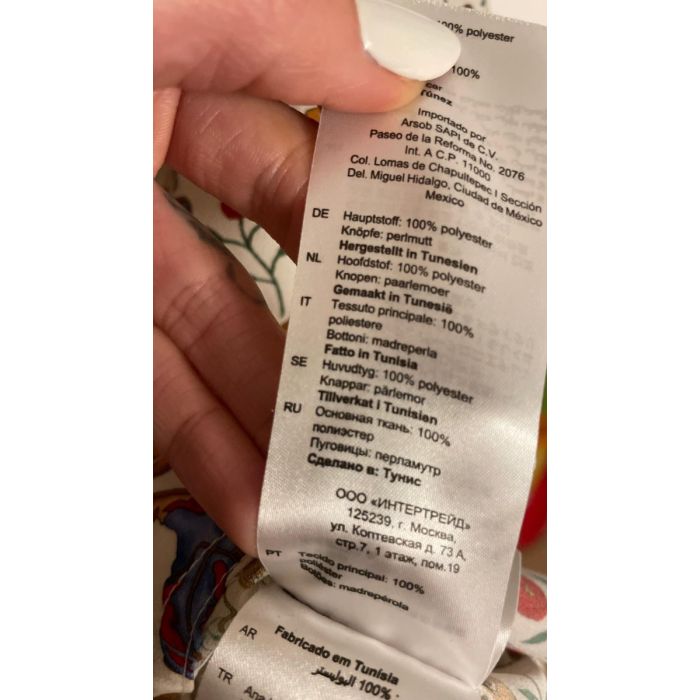 100% polyester
100%
Túnez
Importado por
Arsob SAPI de C.V.
Paseo de la Reforma No. 2076
Int. A C.P. 11000
Col. Lomas de Chapultepec I Sección
Del. Miguel Hidalgo, Ciudad de México
Mexico
DE Hauptstoff: 100% polyester
Knöpfe: perlmutt
Hergestellt in Tunesien
NL Hoofdstof: 100% polyester
Knopen: paarlemoer
Gemaakt in Tunesië
IT Tessuto principale: 100%
poliestere
Bottoni: madreperla
Fatto in Tunisia
SE Huvudtyg: 100% polyester
Knappar: pärlemor
Tillverkat i Tunisien
RU Основная ткань: 100%
полиэстер
Пуговицы: перламутр
Сделано в: Тунис
ООО «ИНТЕРТРЕЙД»
125239, г. Москва,
ул. Коптевская д. 73 А,
стр.7, 1 этаж, пом.19
PT Tecido principal: 100%
poliéster
Botões: madrepérola
Fabricado em Tunísia
AR 100% البوليستر
TR Ana